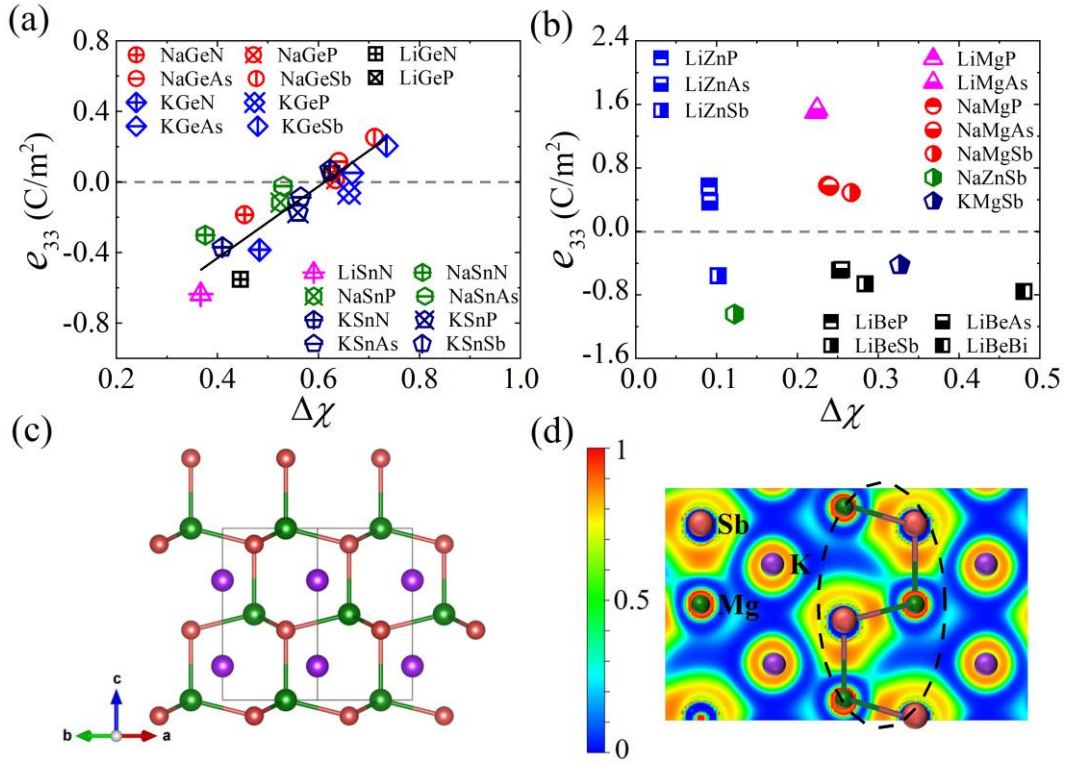 (a)
0.8
0.4
0.0
-0.4
-0.8
e33 (C/m²)
NaGeN NaGeP LiGeN
NaGeAs NaGeSb LiGeP
KGeN KGeP
KGeAs KGeSb
LiSnN NaSnN
NaSnP NaSnAs
KSnN KSnP
KSnAs KSnSb
0.2 0.4 0.6 0.8 1.0
Δχ
(b)
2.4
1.6
0.8
0.0
-0.8
-1.6
e33 (C/m²)
LiZnP LiMgP
LiZnAs LiMgAs
LiZnSb NaMgP
NaMgAs
NaMgSb
NaZnSb
KMgSb
LiBeP LiBeAs
LiBeSb LiBeBi
0.0 0.1 0.2 0.3 0.4 0.5
Δχ
(c)
c
b a
(d)
1
0.5
0
Sb
K
Mg